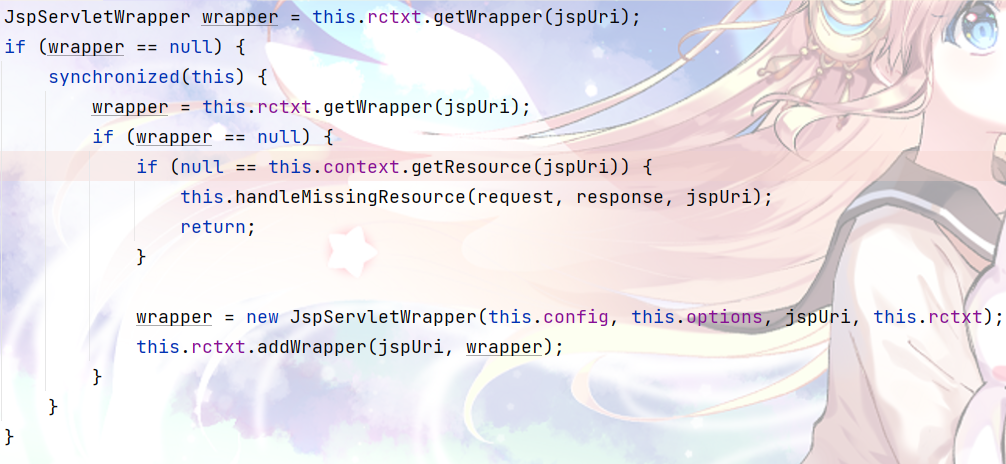 JspServletWrapper wrapper = this.rctxt.getWrapper(jspUri);
if (wrapper == null) {
    synchronized(this) {
        wrapper = this.rctxt.getWrapper(jspUri);
        if (wrapper == null) {
            if (null == this.context.getResource(jspUri)) {
                this.handleMissingResource(request, response, jspUri);
                return;
            }

            wrapper = new JspServletWrapper(this.config, this.options, jspUri, this.rctxt);
            this.rctxt.addWrapper(jspUri, wrapper);
        }
    }
}